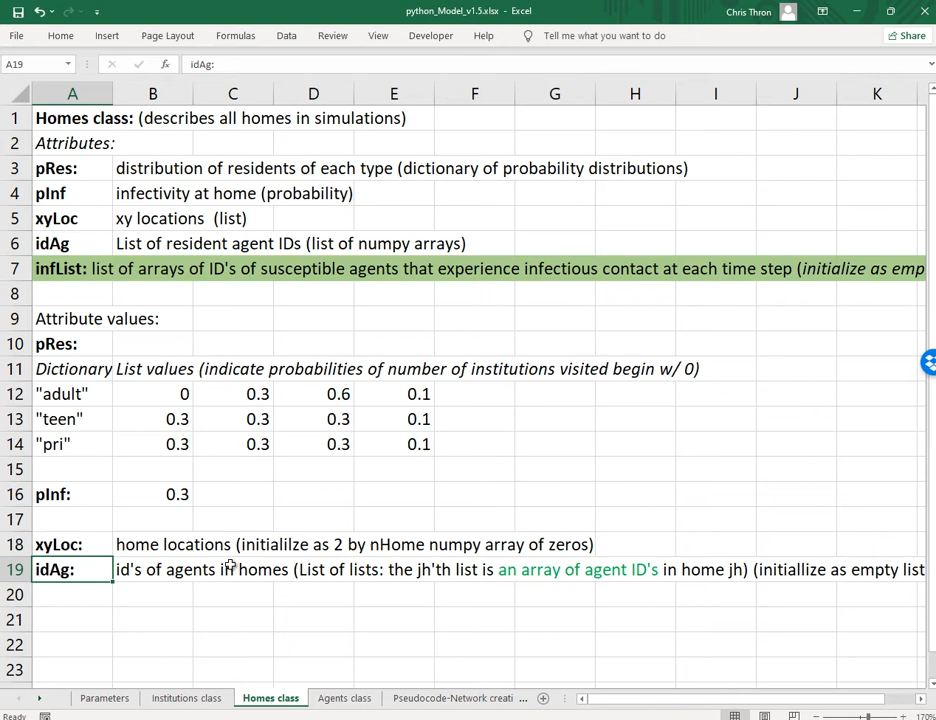 python_Model_v1.5.xlsx - Excel
Chris Thron
File Home Insert Page Layout Formulas Data Review View Developer Help Tell me what you want to do Share
A19 fx idAg:
A B C D E F G H I J K
1 Homes class: (describes all homes in simulations)
2 Attributes:
3 pRes: distribution of residents of each type (dictionary of probability distributions)
4 pInf infectivity at home (probability)
5 xyLoc xy locations (list)
6 idAg List of resident agent IDs (list of numpy arrays)
7 infList: list of arrays of ID's of susceptible agents that experience infectious contact at each time step (initialize as emp
8
9 Attribute values:
10 pRes:
11 Dictionary List values (indicate probabilities of number of institutions visited begin w/ 0)
12 "adult" 0 0.3 0.6 0.1
13 "teen" 0.3 0.3 0.3 0.1
14 "pri" 0.3 0.3 0.3 0.1
15
16 pInf: 0.3
17
18 xyLoc: home locations (initialilze as 2 by nHome numpy array of zeros)
19 idAg: id's of agents in homes (List of lists: the jh'th list is an array of agent ID's in home jh) (initiallize as empty list
20
21
22
23
Parameters Institutions class Homes class Agents class Pseudocode-Network creati ...
Ready 170%